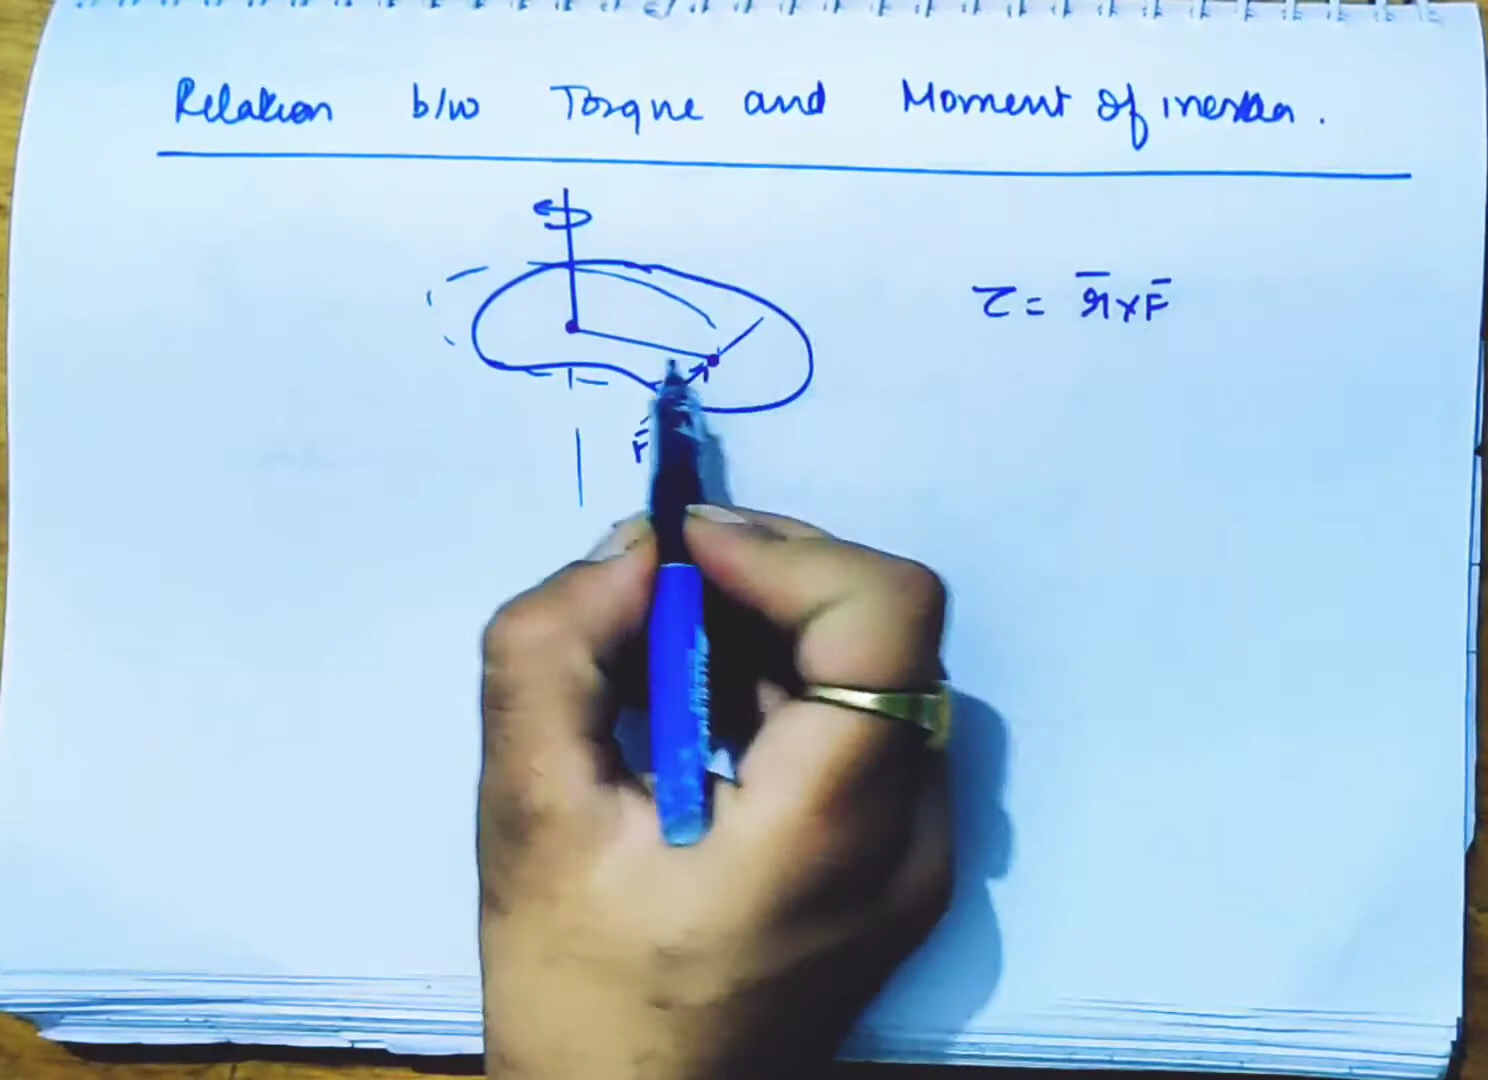 Relation b/w Torque and Moment of inertia.
τ = r̄ × F̄
F̄